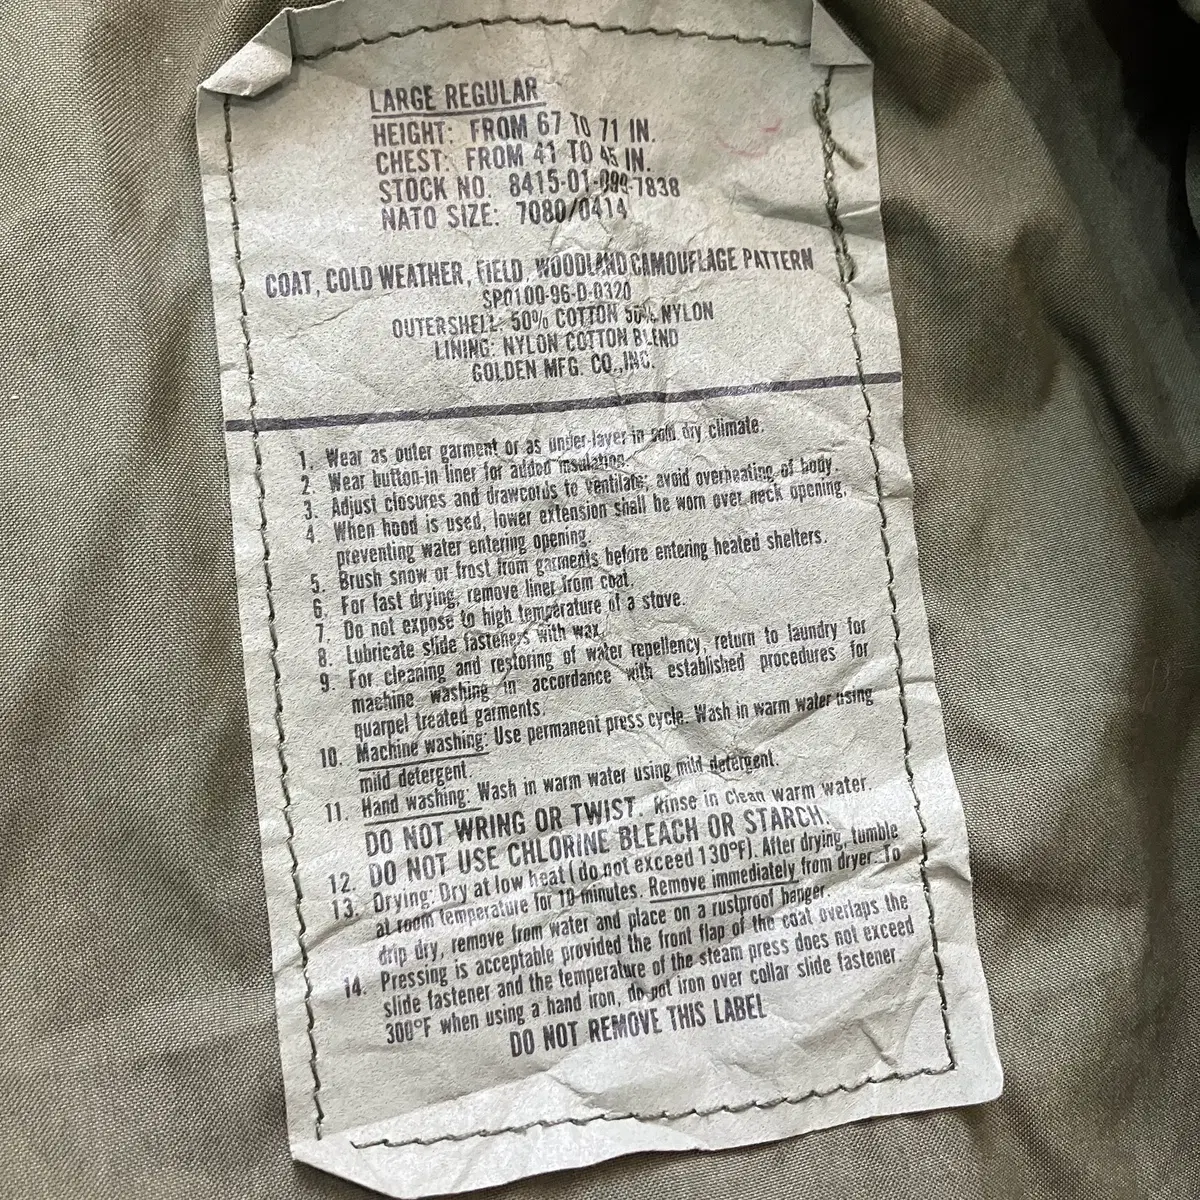 LARGE REGULAR
HEIGHT: FROM 67 TO 71 IN.
CHEST: FROM 41 TO 45 IN.
STOCK NO. 8415-01-099-7838
NATO SIZE: 7080/0414
COAT, COLD WEATHER, FIELD, WOODLAND CAMOUFLAGE PATTERN
SPO100-96-D-0320
OUTERSHELL: 50% COTTON 50% NYLON
LINING: NYLON COTTON BLEND
GOLDEN MFG. CO.,INC.
1. Wear as outer garment or as under-layer in cold dry climate.
2. Wear button-in liner for added insulation.
3. Adjust closures and drawcords to ventilate; avoid overheating of body.
4. When hood is used, lower extension shall be worn over neck opening,
preventing water entering opening.
5. Brush snow or frost from garments before entering heated shelters.
6. For fast drying, remove liner from coat.
7. Do not expose to high temperature of a stove.
8. Lubricate slide fasteners with wax.
9. For cleaning and restoring of water repellency, return to laundry for
machine washing in accordance with established procedures for
quarpel treated garments.
10. Machine washing: Use permanent press cycle. Wash in warm water using
mild detergent.
11. Hand washing: Wash in warm water using mild detergent.
DO NOT WRING OR TWIST. Rinse in clean warm water.
12. DO NOT USE CHLORINE BLEACH OR STARCH.
13. Drying: Dry at low heat (do not exceed 130°F). After drying, tumble
at room temperature for 10 minutes. Remove immediately from dryer. To
drip dry, remove from water and place on a rustproof hanger.
14. Pressing is acceptable provided the front flap of the coat overlaps the
slide fastener and the temperature of the steam press does not exceed
300°F when using a hand iron, do not iron over collar slide fastener
DO NOT REMOVE THIS LABEL